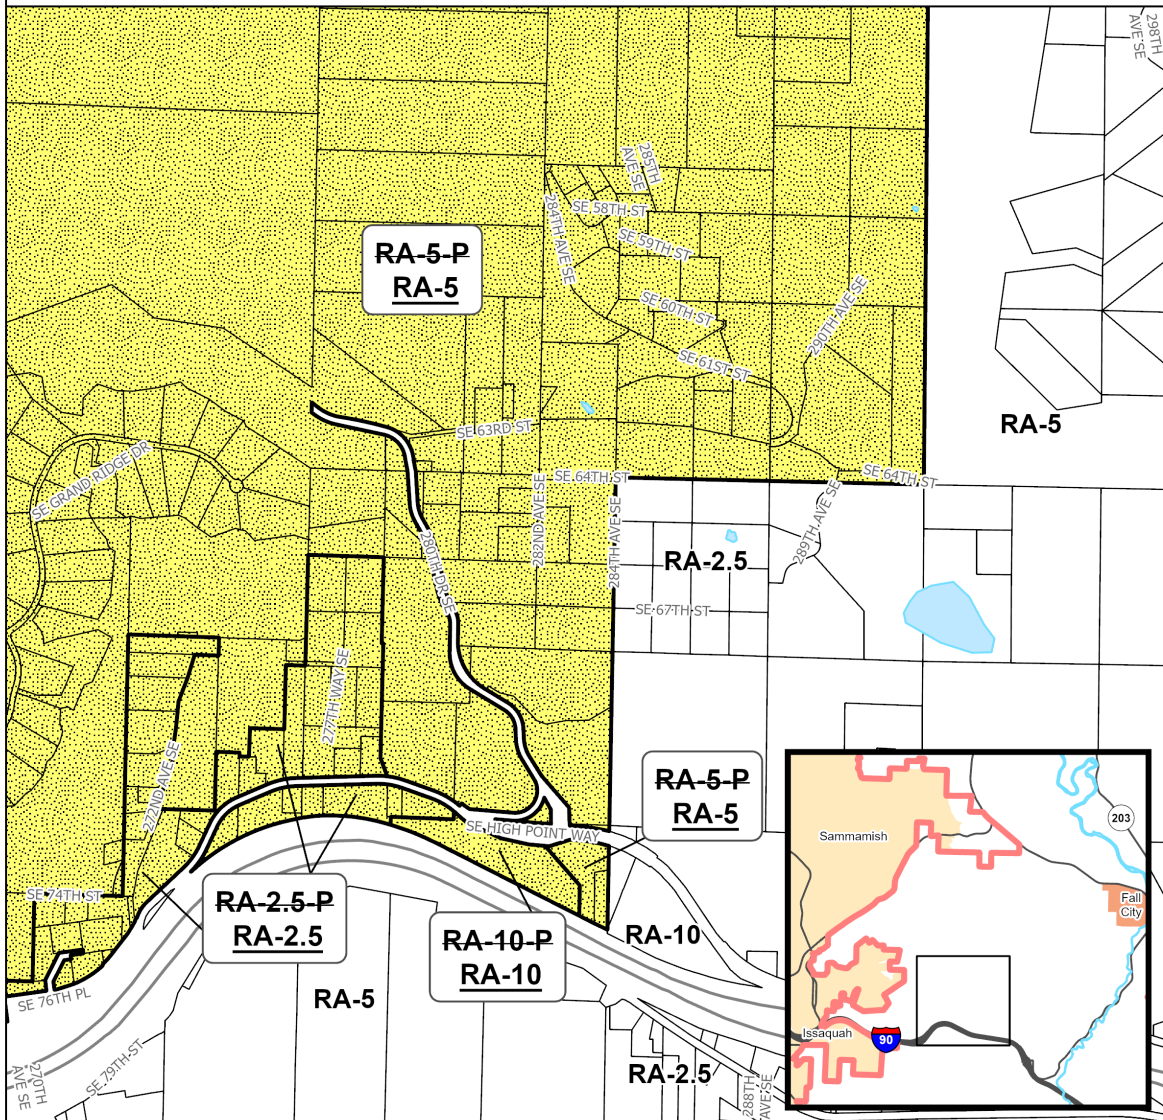 298TH
AVE SE
285TH
AVE SE
SE 58TH ST
284TH AVE SE
SE 59TH ST
RA-5-P
RA-5
SE 60TH ST
290TH AVE SE
SE 61ST ST
RA-5
SE 63RD ST
SE GRAND RIDGE DR
SE 64TH ST
SE 64TH ST
282ND AVE SE
284TH AVE SE
289TH AVE SE
280TH DR SE
RA-2.5
SE 67TH ST
277TH WAY SE
272ND AVE SE
RA-5-P
RA-5
SE HIGH POINT WAY
SE 74TH ST
RA-2.5-P
RA-2.5
RA-10-P
RA-10
RA-10
SE 76TH PL
RA-5
SE 79TH ST
270TH
AVE SE
RA-2.5
288TH
AVE SE
Sammamish
203
Fall
City
Issaquah
90